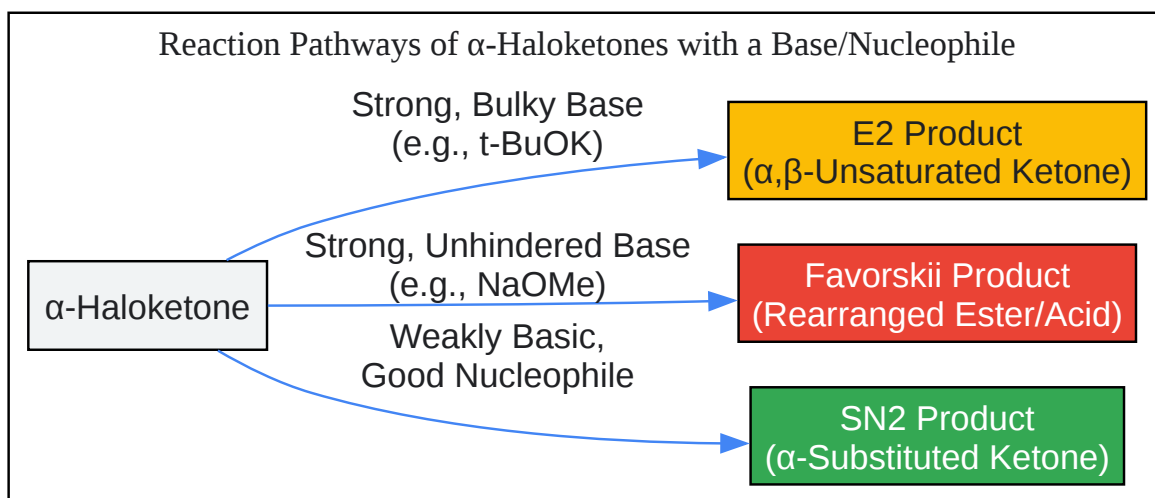 Reaction Pathways of α-Haloketones with a Base/Nucleophile
Strong, Bulky Base
(e.g., t-BuOK)
E2 Product
(α,β-Unsaturated Ketone)
α-Haloketone
Strong, Unhindered Base
(e.g., NaOMe)
Favorskii Product
(Rearranged Ester/Acid)
Weakly Basic,
Good Nucleophile
SN2 Product
(α-Substituted Ketone)